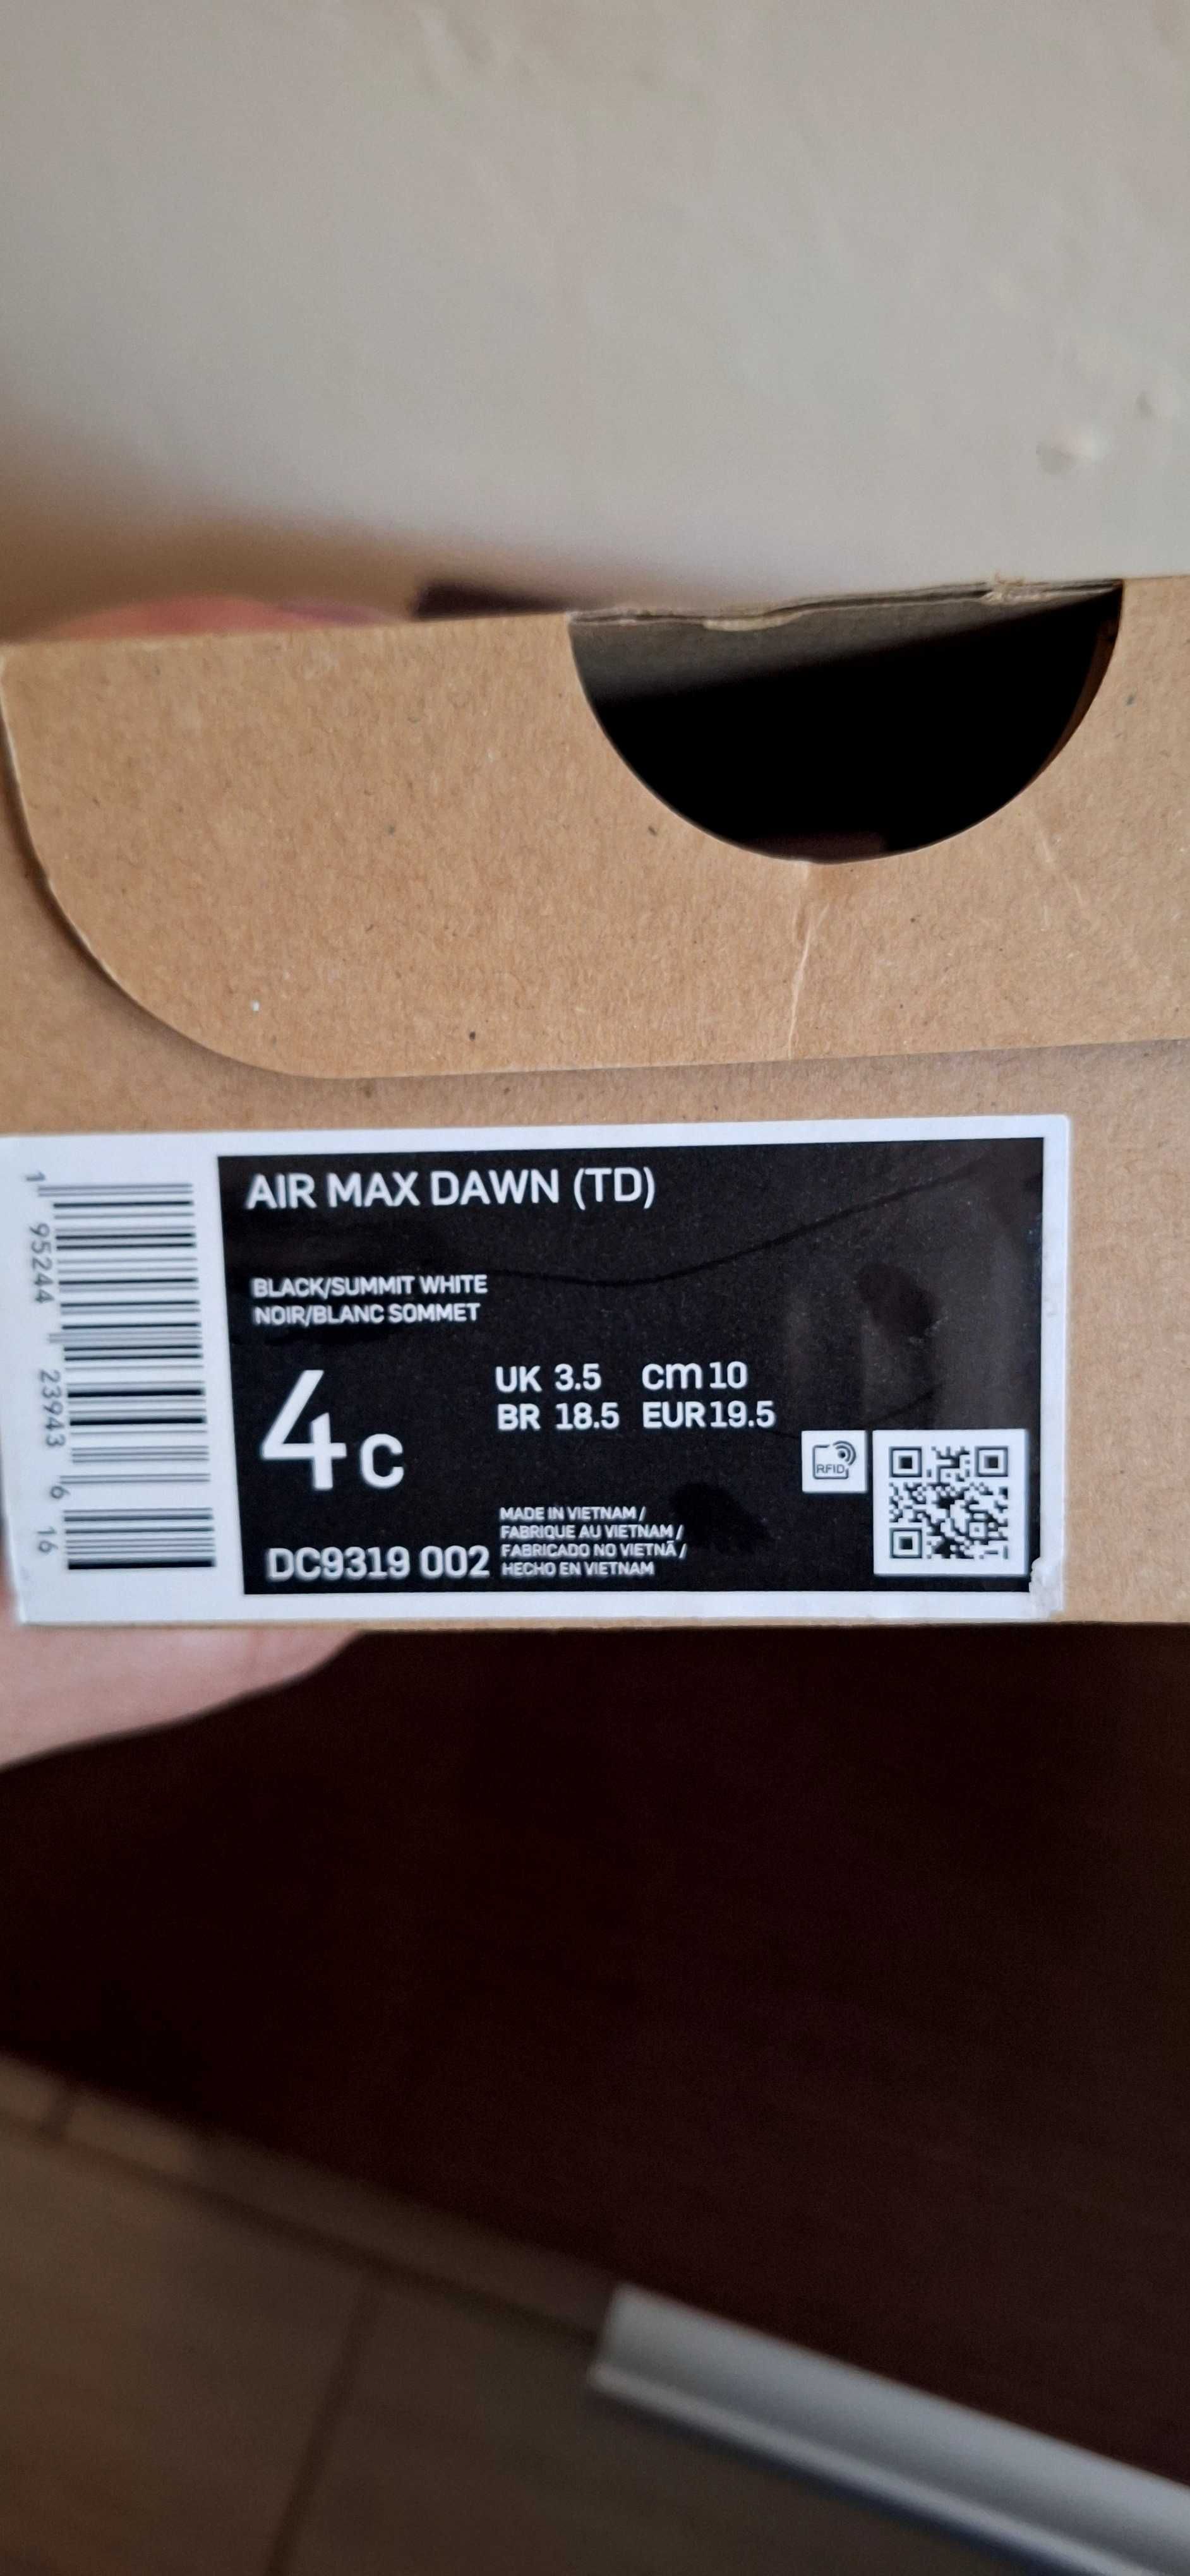 AIR MAX DAWN (TD)
BLACK/SUMMIT WHITE
NOIR/BLANC SOMMET
4c
UK 3.5 cm 10
BR 18.5 EUR 19.5
RFID
MADE IN VIETNAM /
FABRIQUE AU VIETNAM /
FABRICADO NO VIETNÃ /
HECHO EN VIETNAM
DC9319 002
1 95244 23943 6 16